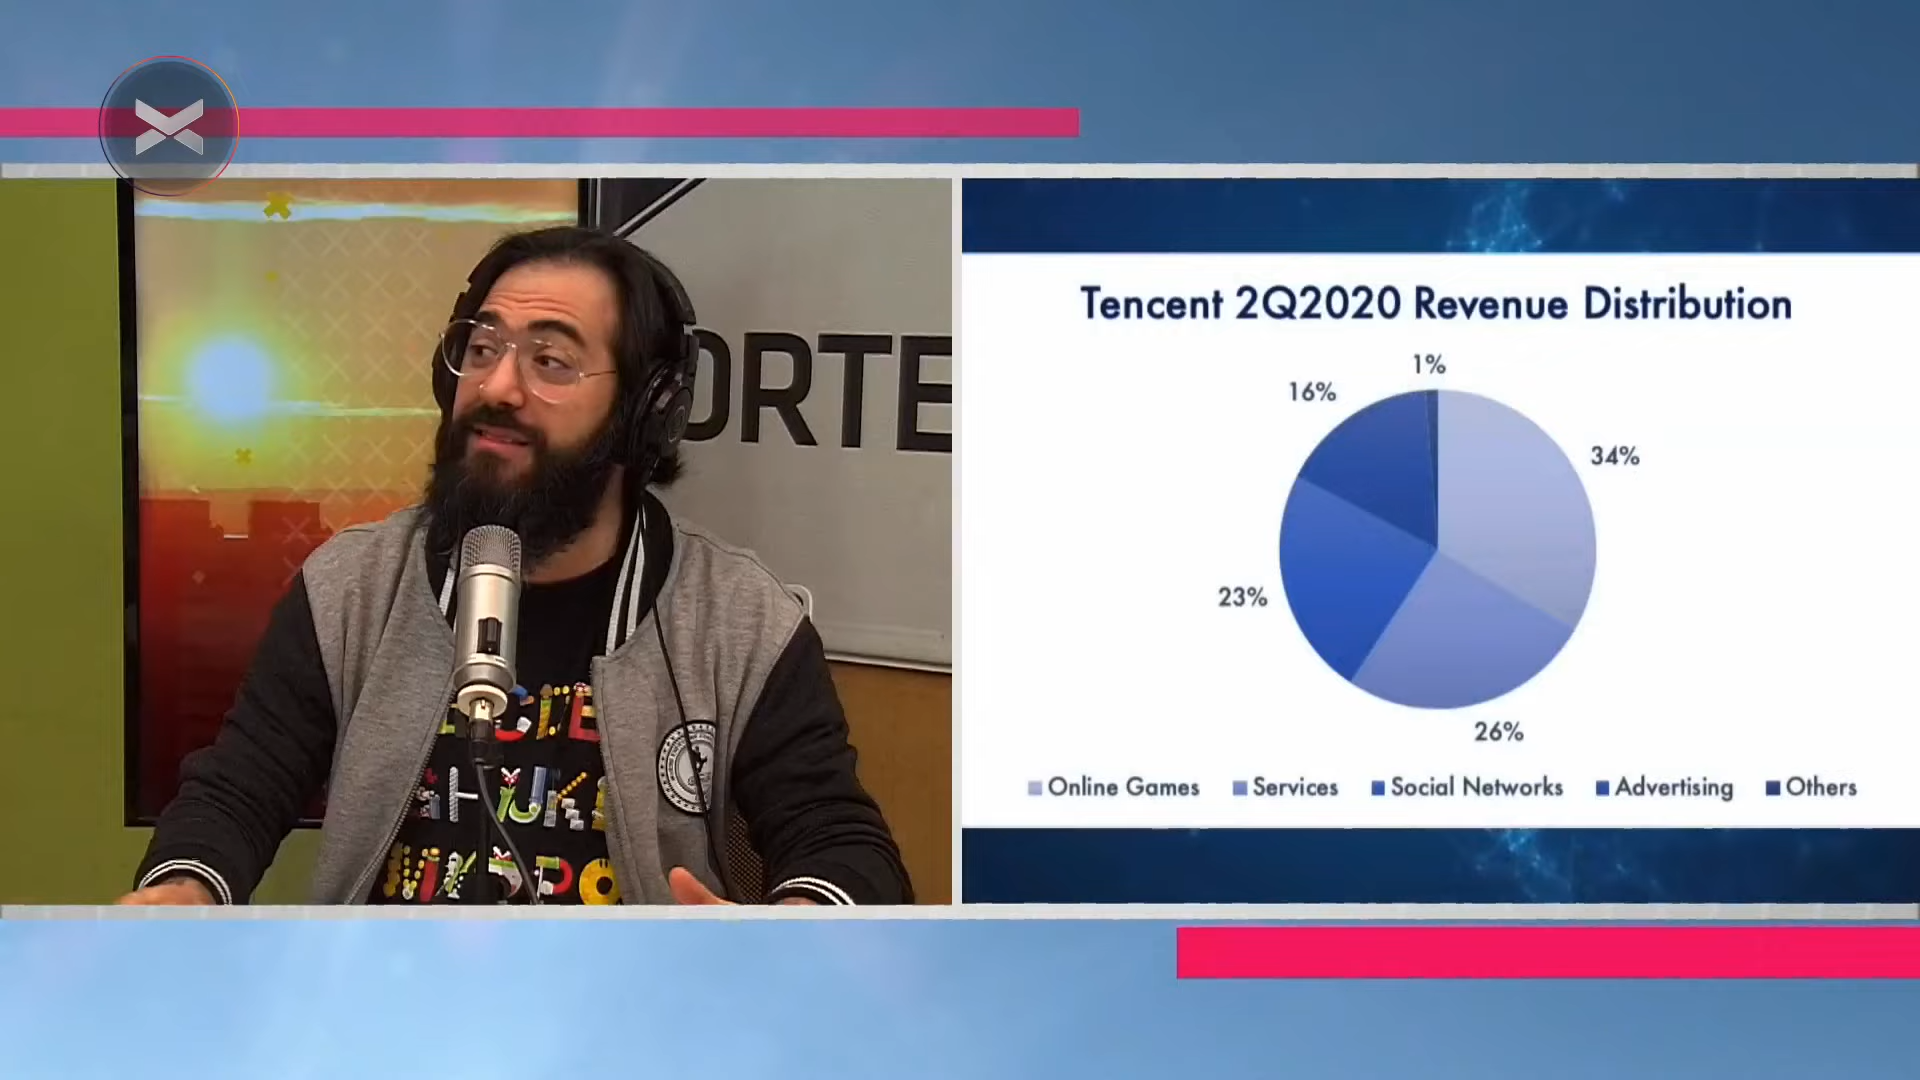 ORTE
Tencent 2Q2020 Revenue Distribution
1%
16%
34%
23%
26%
Online Games Services Social Networks Advertising Others